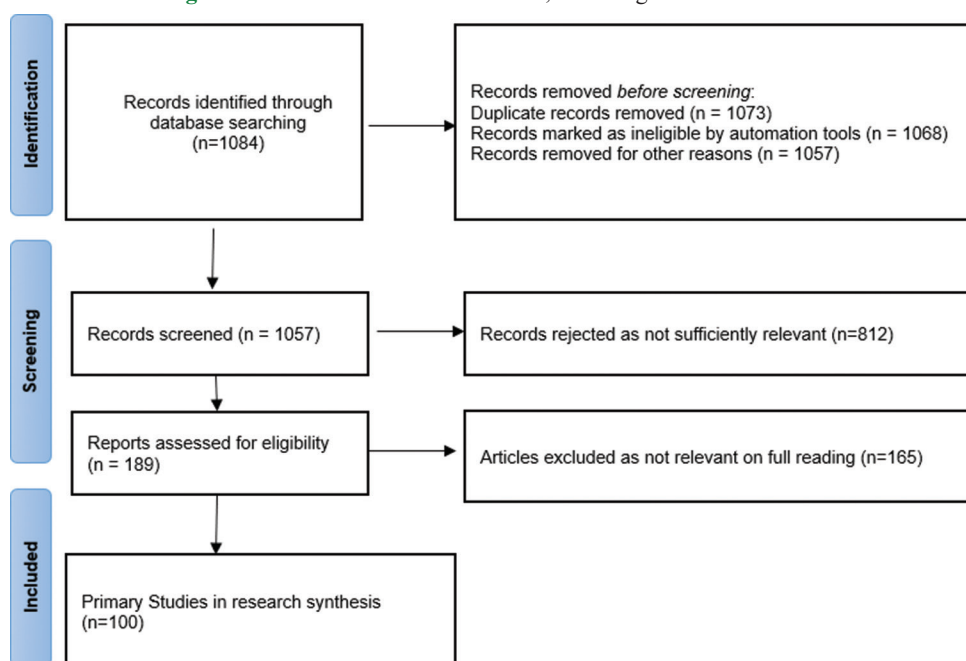 Identification
Records identified through
database searching
(n=1084)
Records removed before screening:
Duplicate records removed (n = 1073)
Records marked as ineligible by automation tools (n = 1068)
Records removed for other reasons (n = 1057)
Screening
Records screened (n = 1057)
Records rejected as not sufficiently relevant (n=812)
Reports assessed for eligibility
(n = 189)
Articles excluded as not relevant on full reading (n=165)
Included
Primary Studies in research synthesis
(n=100)